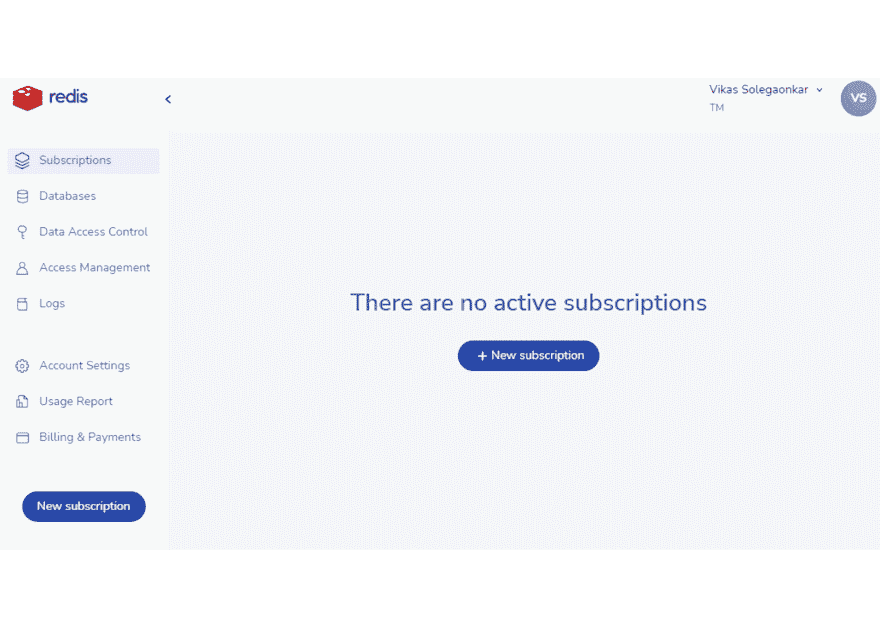 redis
Vikas Solegaonkar
TM
VS
Subscriptions
Databases
Data Access Control
Access Management
Logs
Account Settings
Usage Report
Billing & Payments
New subscription
There are no active subscriptions
+ New subscription